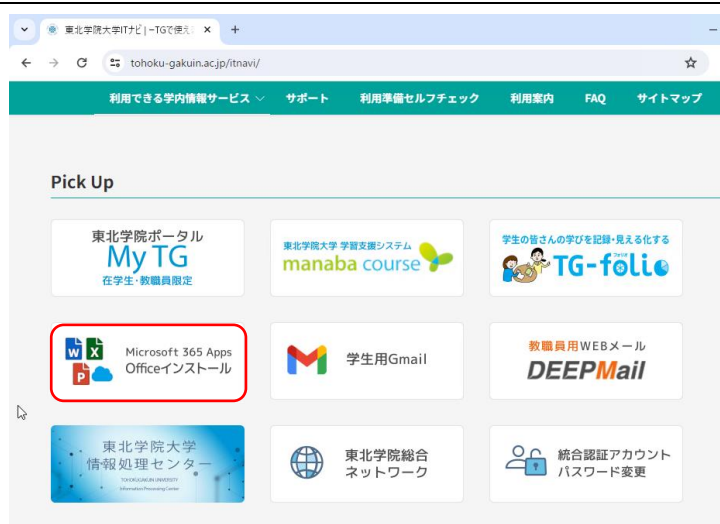 東北学院大学ITナビ | –TGで使え
tohoku-gakuin.ac.jp/itnavi/
利用できる学内情報サービス サポート 利用準備セルフチェック 利用案内 FAQ サイトマップ
Pick Up
東北学院ポータル
My TG
在学生・教職員限定
東北学院大学 学習支援システム
manaba course
学生の皆さんの学びを記録・見える化する
フォリオ
TG-folio
W X
P
Microsoft 365 Apps
Officeインストール
学生用Gmail
教職員用WEBメール
DEEPMail
東北学院大学
情報処理センター
TOHOKU GAKUIN UNIVERSITY
Information Processing Center
東北学院総合
ネットワーク
統合認証アカウント
パスワード変更